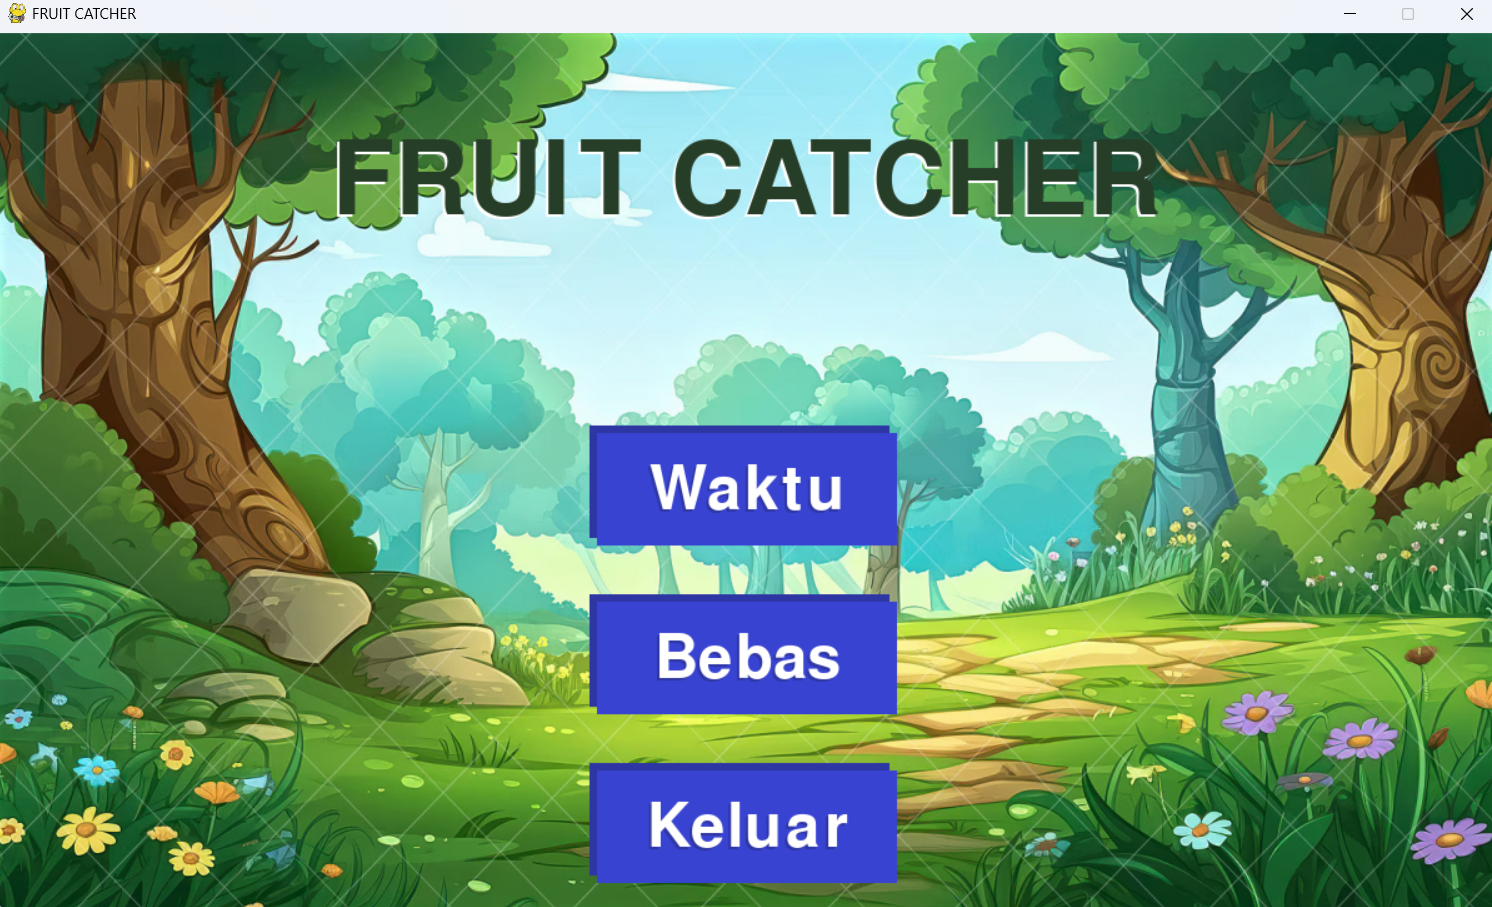 FRUIT CATCHER
FRUIT CATCHER
Waktu
Bebas
Keluar